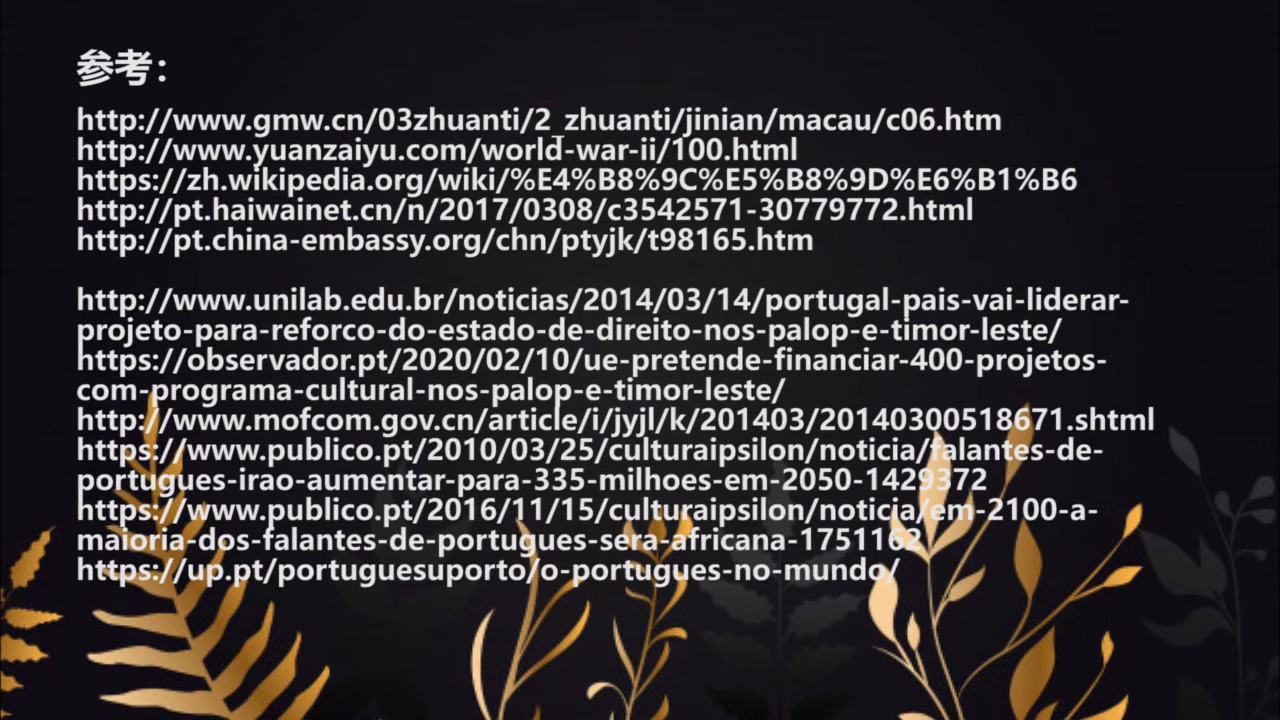 参考：
http://www.gmw.cn/03zhuanti/2_zhuanti/jinian/macau/c06.htm
http://www.yuanzaiyu.com/world-war-ii/100.html
https://zh.wikipedia.org/wiki/%E4%B8%9C%E5%B8%9D%E6%B1%B6
http://pt.haiwainet.cn/n/2017/0308/c3542571-30779772.html
http://pt.china-embassy.org/chn/ptyjk/t98165.htm
http://www.unilab.edu.br/noticias/2014/03/14/portugal-pais-vai-liderar-
projeto-para-reforco-do-estado-de-direito-nos-palop-e-timor-leste/
https://observador.pt/2020/02/10/ue-pretende-financiar-400-projetos-
com-programa-cultural-nos-palop-e-timor-leste/
http://www.mofcom.gov.cn/article/i/jyjl/k/201403/20140300518671.shtml
https://www.publico.pt/2010/03/25/culturaipsilon/noticia/falantes-de-
portugues-irao-aumentar-para-335-milhoes-em-2050-1429372
https://www.publico.pt/2016/11/15/culturaipsilon/noticia/em-2100-a-
maioria-dos-falantes-de-portugues-sera-africana-1751162
https://up.pt/portuguesuporto/o-portugues-no-mundo/